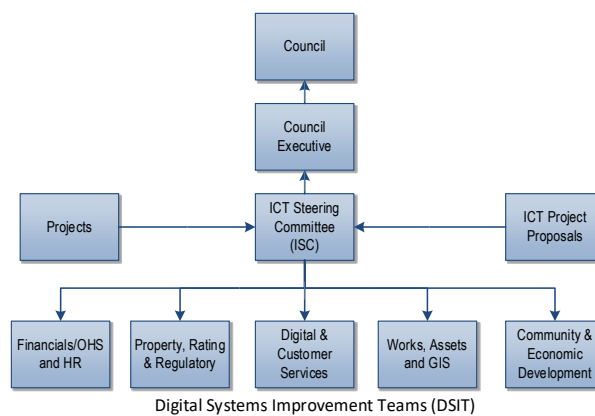 Council
Council
Executive
Projects
ICT Steering
Committee
(ISC)
ICT Project
Proposals
Financials/OHS
and HR
Property, Rating
& Regulatory
Digital &
Customer
Services
Works, Assets
and GIS
Community &
Economic
Development
Digital Systems Improvement Teams (DSIT)